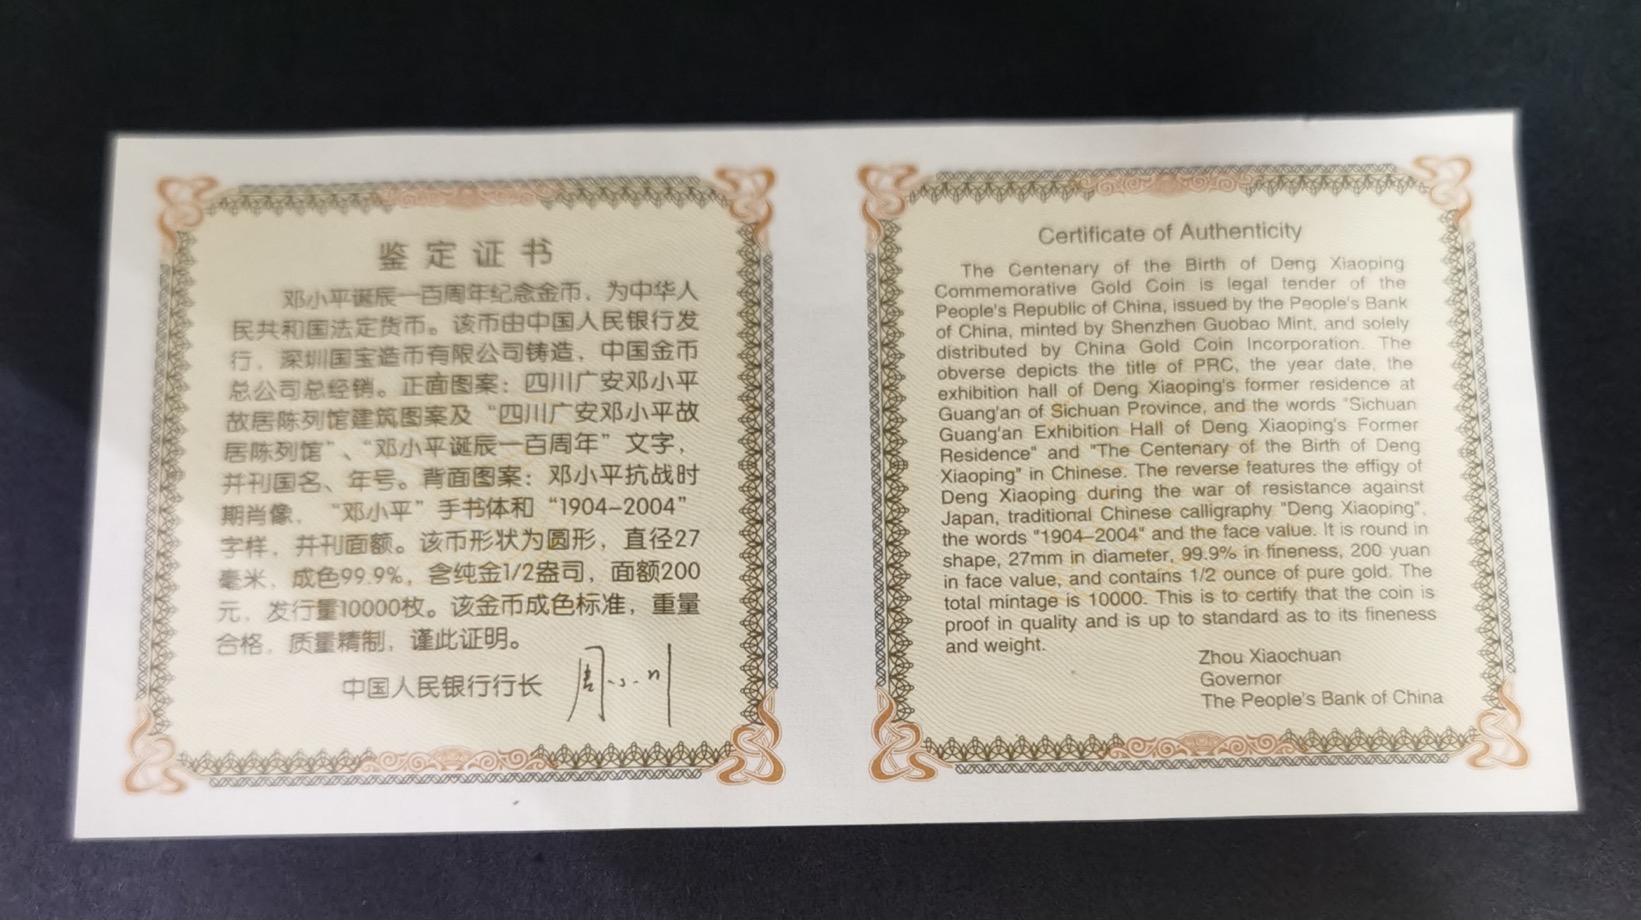 鉴定证书
邓小平诞辰一百周年纪念金币，为中华人
民共和国法定货币。该币由中国人民银行发
行，深圳国宝造币有限公司铸造，中国金币
总公司总经销。正面图案：四川广安邓小平
故居陈列馆建筑图案及“四川广安邓小平故
居陈列馆”、“邓小平诞辰一百周年”文字，
并刊国名、年号。背面图案：邓小平抗战时
期肖像，“邓小平”手书体和“1904–2004”
字样，并刊面额。该币形状为圆形，直径27
毫米，成色99.9%，含纯金1/2盎司，面额200
元，发行量10000枚。该金币成色标准，重量
合格，质量精制，谨此证明。
中国人民银行行长 周小川
Certificate of Authenticity
The Centenary of the Birth of Deng Xiaoping
Commemorative Gold Coin is legal tender of the
People's Republic of China, issued by the People's Bank
of China, minted by Shenzhen Guobao Mint, and solely
distributed by China Gold Coin Incorporation. The
obverse depicts the title of PRC, the year date, the
exhibition hall of Deng Xiaoping's former residence at
Guang'an of Sichuan Province, and the words "Sichuan
Guang'an Exhibition Hall of Deng Xiaoping's Former
Residence" and "The Centenary of the Birth of Deng
Xiaoping" in Chinese. The reverse features the effigy of
Deng Xiaoping during the war of resistance against
Japan, traditional Chinese calligraphy "Deng Xiaoping",
the words "1904–2004" and the face value. It is round in
shape, 27mm in diameter, 99.9% in fineness, 200 yuan
in face value, and contains 1/2 ounce of pure gold. The
total mintage is 10000. This is to certify that the coin is
proof in quality and is up to standard as to its fineness
and weight.
Zhou Xiaochuan
Governor
The People's Bank of China